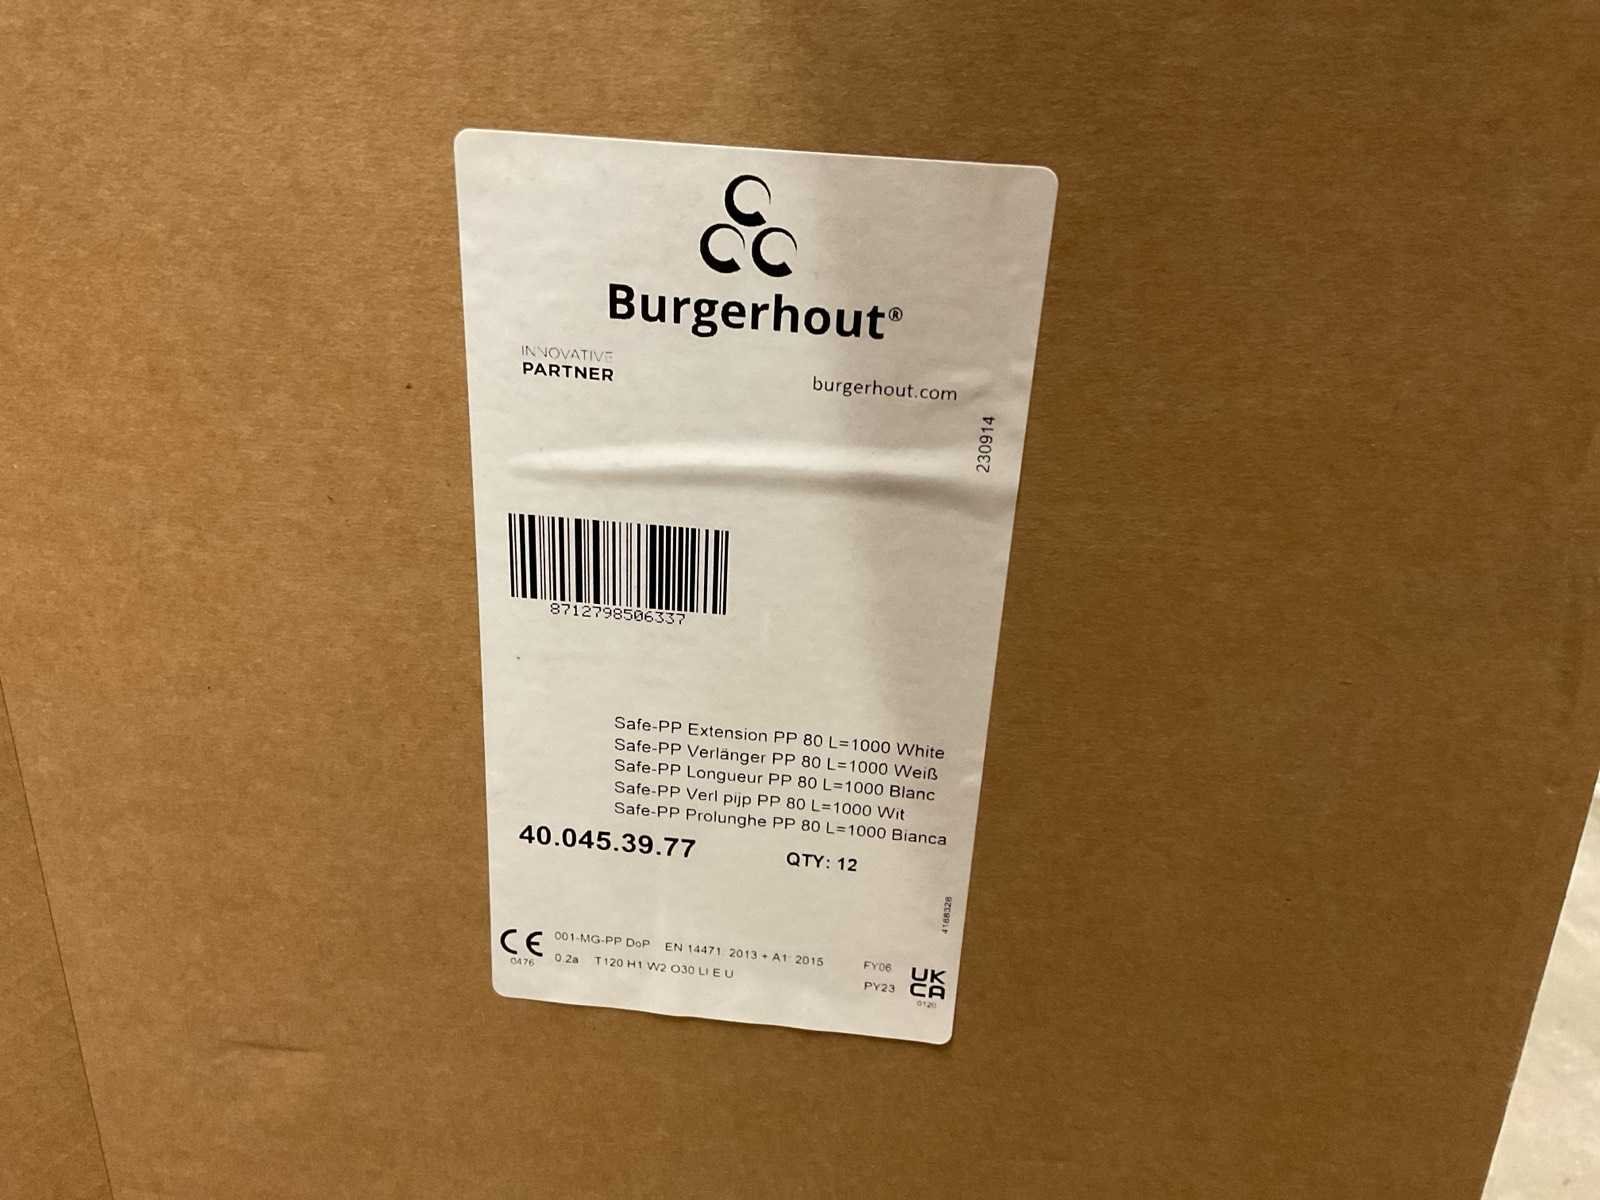 Burgerhout®
INNOVATIVE
PARTNER
burgerhout.com
230914
8712798506337
Safe-PP Extension PP 80 L=1000 White
Safe-PP Verlänger PP 80 L=1000 Weiß
Safe-PP Longueur PP 80 L=1000 Blanc
Safe-PP Verl pijp PP 80 L=1000 Wit
Safe-PP Prolunghe PP 80 L=1000 Bianca
40.045.39.77
QTY: 12
4188328
CE 001-MG-PP DoP EN 14471: 2013 + A1: 2015
0476 0.2a T120 H1 W2 O30 LI E U
FY06
PY23
UK
CA
0120